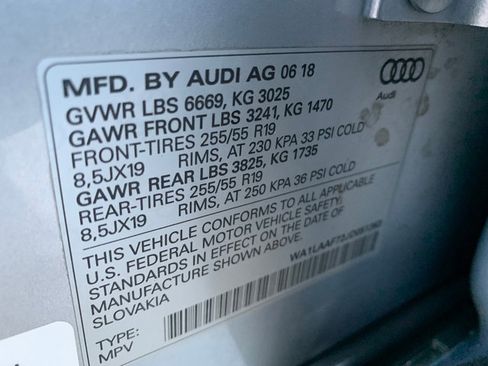 MFD. BY AUDI AG 06 18
GVWR LBS 6669, KG 3025
GAWR FRONT LBS 3241, KG 1470
FRONT-TIRES 255/55 R19
8,5JX19 RIMS, AT 230 KPA 33 PSI COLD
GAWR REAR LBS 3825, KG 1735
REAR-TIRES 255/55 R19
8,5JX19 RIMS, AT 250 KPA 36 PSI COLD
THIS VEHICLE CONFORMS TO ALL APPLICABLE
U.S. FEDERAL MOTOR VEHICLE SAFETY
STANDARDS IN EFFECT ON THE DATE OF
MANUFACTURE SHOWN ABOVE.
SLOVAKIA
TYPE:
MPV
Audi